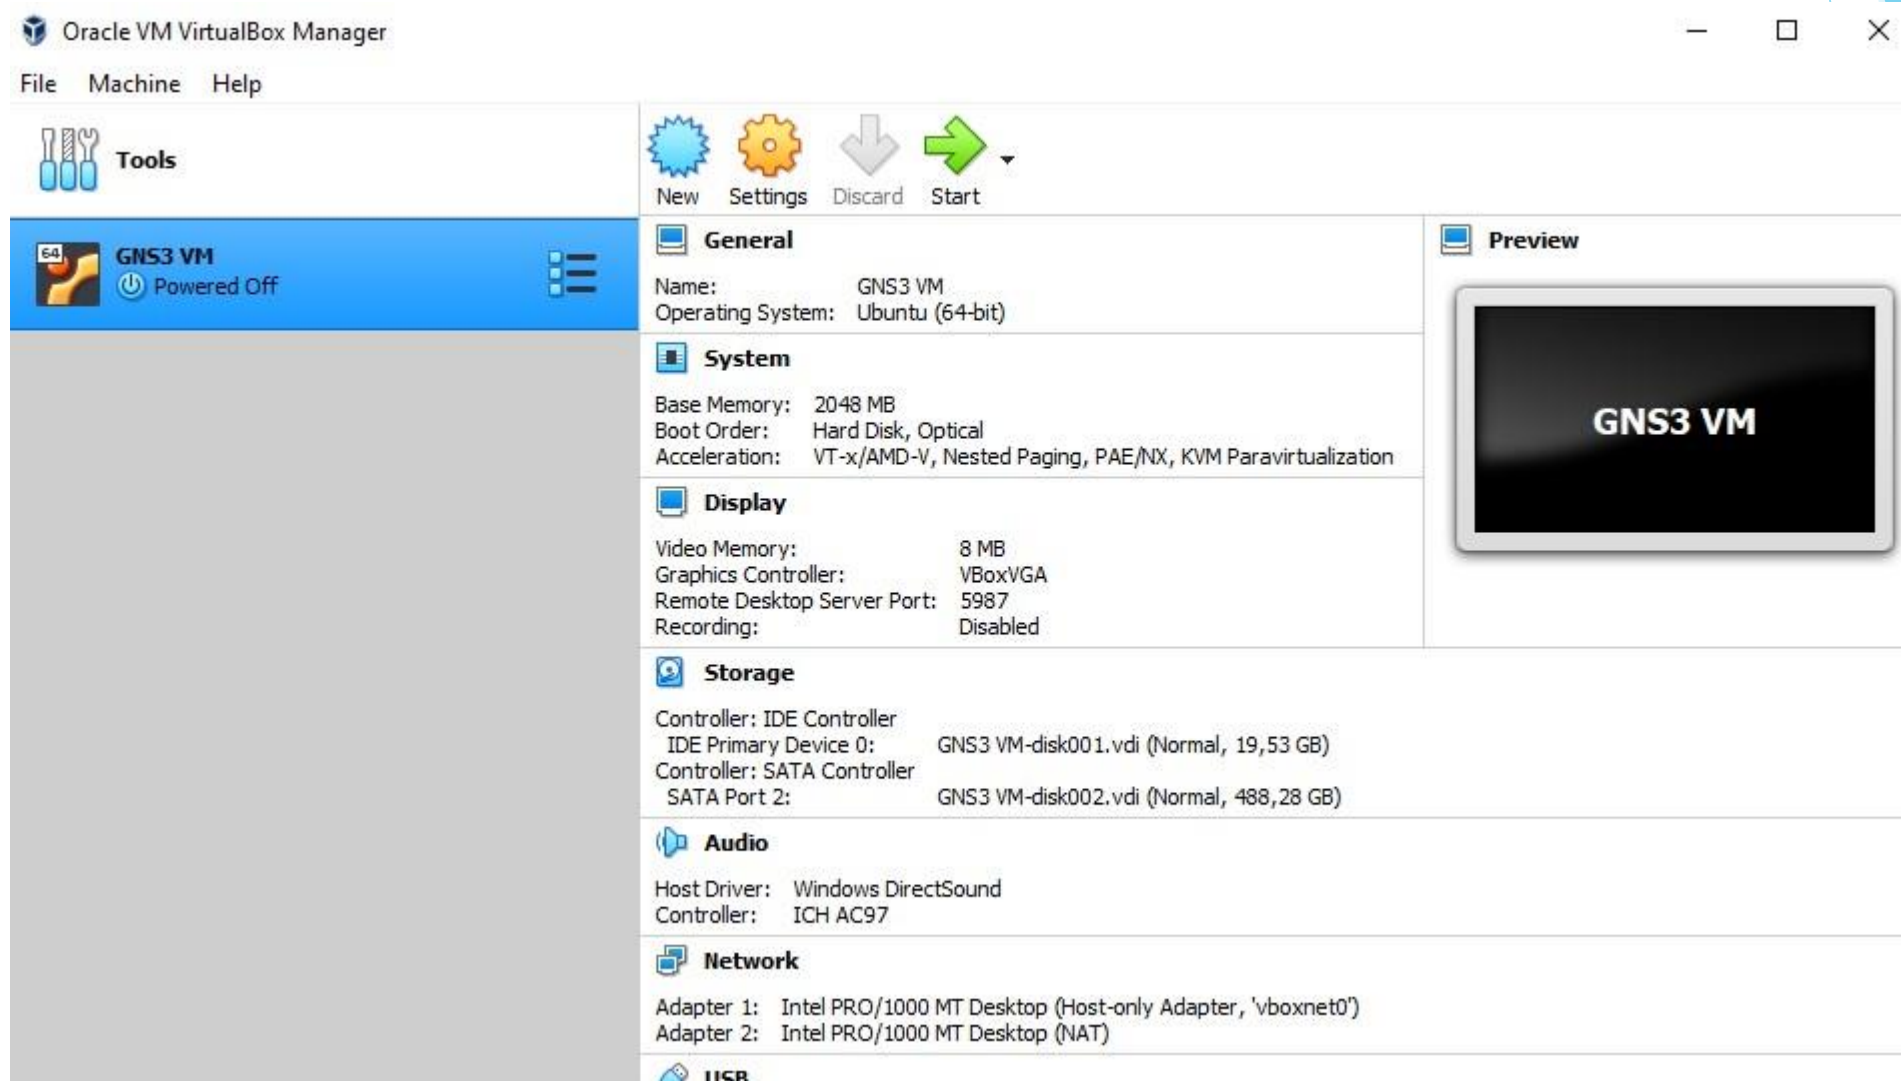 Oracle VM VirtualBox Manager
File Machine Help
Tools
New Settings Discard Start
64
GNS3 VM
Powered Off
General
Name: GNS3 VM
Operating System: Ubuntu (64-bit)
System
Base Memory: 2048 MB
Boot Order: Hard Disk, Optical
Acceleration: VT-x/AMD-V, Nested Paging, PAE/NX, KVM Paravirtualization
Display
Video Memory: 8 MB
Graphics Controller: VBoxVGA
Remote Desktop Server Port: 5987
Recording: Disabled
Preview
GNS3 VM
Storage
Controller: IDE Controller
IDE Primary Device 0: GNS3 VM-disk001.vdi (Normal, 19,53 GB)
Controller: SATA Controller
SATA Port 2: GNS3 VM-disk002.vdi (Normal, 488,28 GB)
Audio
Host Driver: Windows DirectSound
Controller: ICH AC97
Network
Adapter 1: Intel PRO/1000 MT Desktop (Host-only Adapter, 'vboxnet0')
Adapter 2: Intel PRO/1000 MT Desktop (NAT)
USB